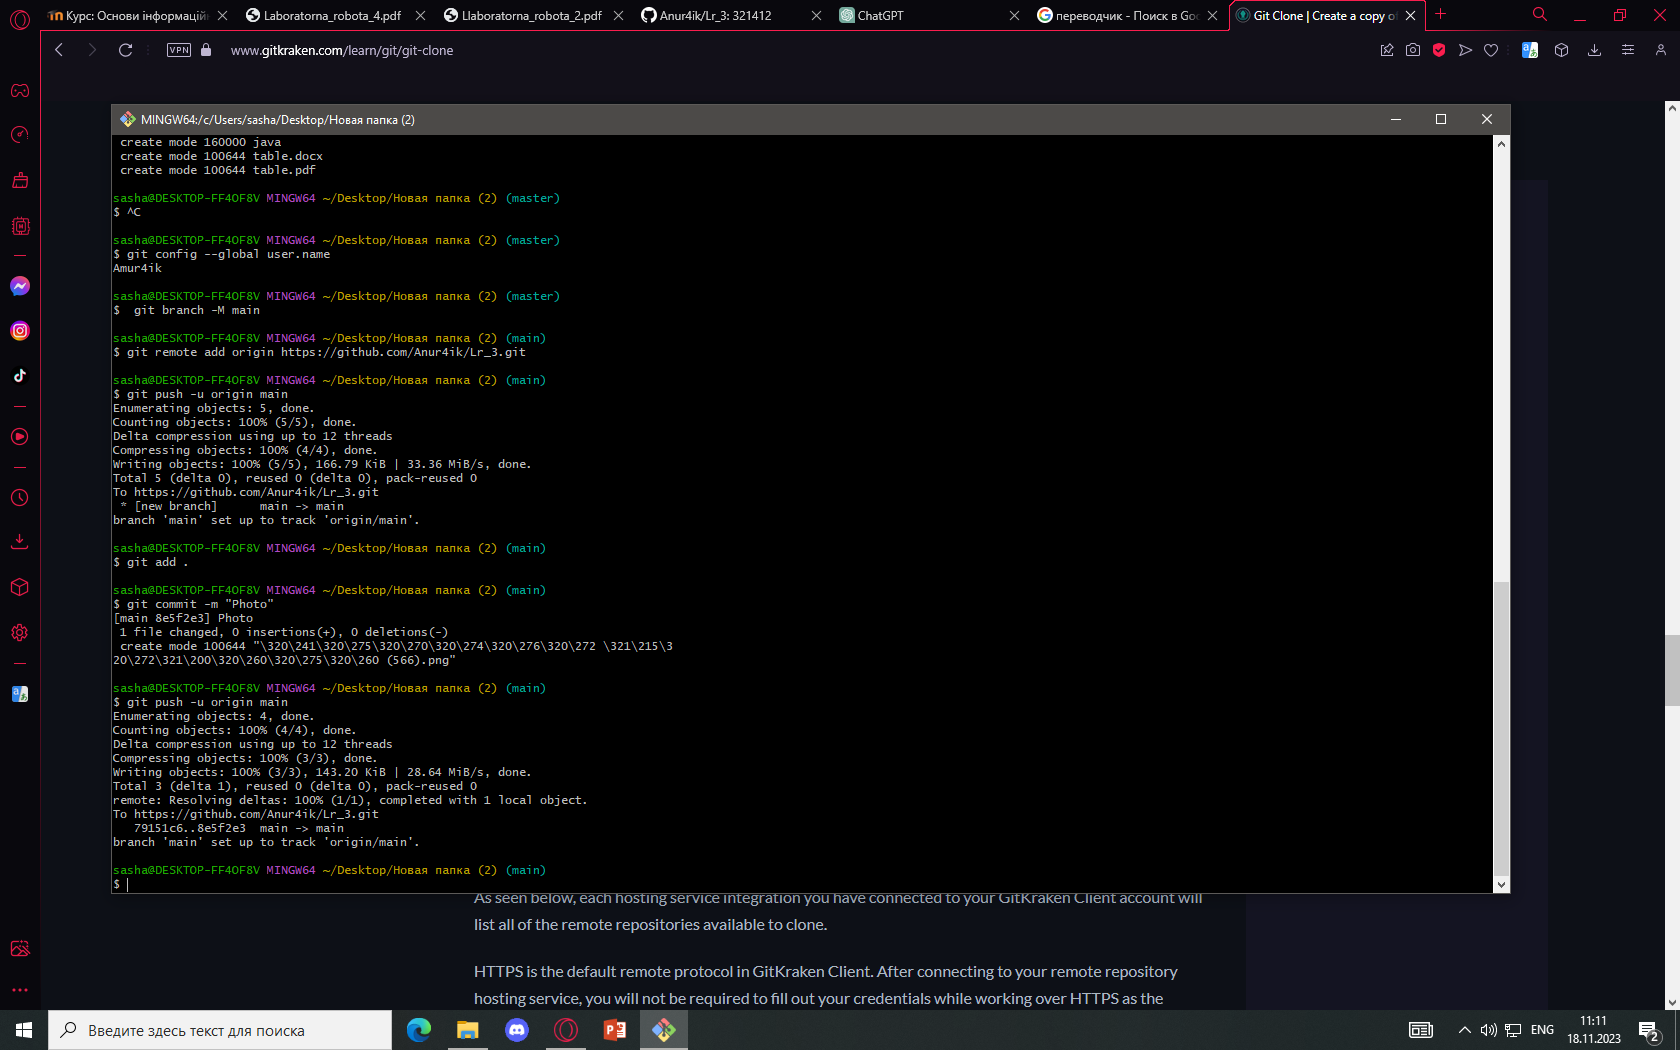 Курс: Основи інформацій
Laboratorna_robota_4.pdf
Llaboratorna_robota_2.pdf
Anur4ik/Lr_3: 321412
ChatGPT
переводчик - Поиск в Goo
Git Clone | Create a copy of
VPN
www.gitkraken.com/learn/git/git-clone
MINGW64:/c/Users/sasha/Desktop/Новая папка (2)
create mode 160000 java
create mode 100644 table.docx
create mode 100644 table.pdf
sasha@DESKTOP-FF4OF8V MINGW64 ~/Desktop/Новая папка (2) (master)
$ ^C
sasha@DESKTOP-FF4OF8V MINGW64 ~/Desktop/Новая папка (2) (master)
$ git config --global user.name
Amur4ik
sasha@DESKTOP-FF4OF8V MINGW64 ~/Desktop/Новая папка (2) (master)
$  git branch -M main
sasha@DESKTOP-FF4OF8V MINGW64 ~/Desktop/Новая папка (2) (main)
$ git remote add origin https://github.com/Anur4ik/Lr_3.git
sasha@DESKTOP-FF4OF8V MINGW64 ~/Desktop/Новая папка (2) (main)
$ git push -u origin main
Enumerating objects: 5, done.
Counting objects: 100% (5/5), done.
Delta compression using up to 12 threads
Compressing objects: 100% (4/4), done.
Writing objects: 100% (5/5), 166.79 KiB | 33.36 MiB/s, done.
Total 5 (delta 0), reused 0 (delta 0), pack-reused 0
To https://github.com/Anur4ik/Lr_3.git
* [new branch]      main -> main
branch 'main' set up to track 'origin/main'.
sasha@DESKTOP-FF4OF8V MINGW64 ~/Desktop/Новая папка (2) (main)
$ git add .
sasha@DESKTOP-FF4OF8V MINGW64 ~/Desktop/Новая папка (2) (main)
$ git commit -m "Photo"
[main 8e5f2e3] Photo
1 file changed, 0 insertions(+), 0 deletions(-)
create mode 100644 "\320\241\320\275\320\270\320\274\320\276\320\272 \321\215\3
20\272\321\200\320\260\320\275\320\260 (566).png"
sasha@DESKTOP-FF4OF8V MINGW64 ~/Desktop/Новая папка (2) (main)
$ git push -u origin main
Enumerating objects: 4, done.
Counting objects: 100% (4/4), done.
Delta compression using up to 12 threads
Compressing objects: 100% (3/3), done.
Writing objects: 100% (3/3), 143.20 KiB | 28.64 MiB/s, done.
Total 3 (delta 1), reused 0 (delta 0), pack-reused 0
remote: Resolving deltas: 100% (1/1), completed with 1 local object.
To https://github.com/Anur4ik/Lr_3.git
79151c6..8e5f2e3  main -> main
branch 'main' set up to track 'origin/main'.
sasha@DESKTOP-FF4OF8V MINGW64 ~/Desktop/Новая папка (2) (main)
$
As seen below, each hosting service integration you have connected to your GitKraken Client account will
list all of the remote repositories available to clone.
HTTPS is the default remote protocol in GitKraken Client. After connecting to your remote repository
hosting service, you will not be required to fill out your credentials while working over HTTPS as the
Введите здесь текст для поиска
ENG
11:11
18.11.2023
2